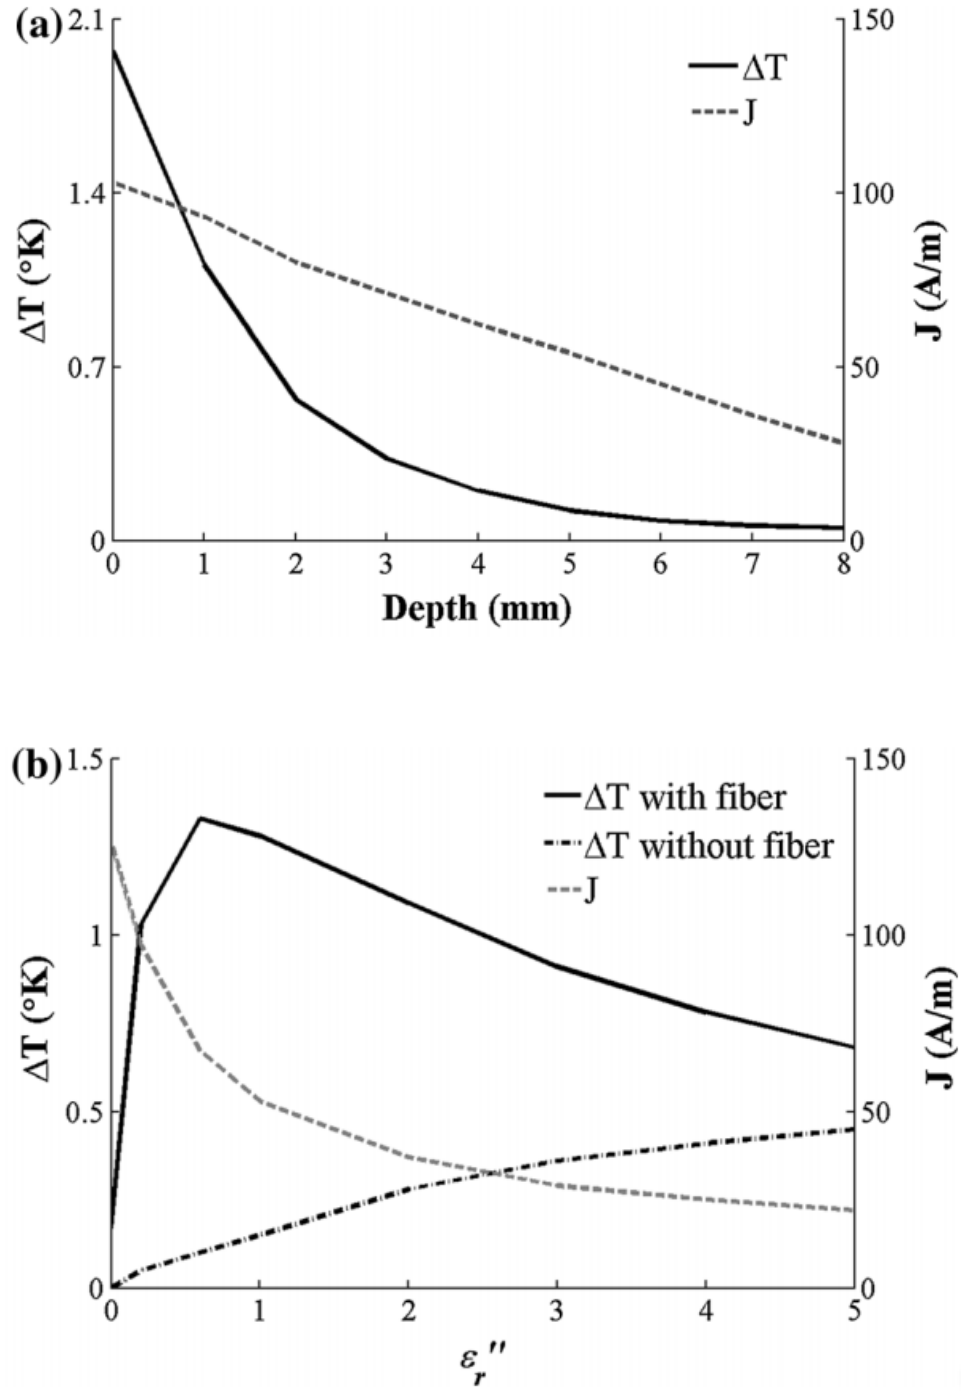 (a)
2.1
1.4
0.7
0
ΔT (°K)
ΔT
J
150
100
50
0
J (A/m)
0 1 2 3 4 5 6 7 8
Depth (mm)
(b)
1.5
1
0.5
0
ΔT (°K)
ΔT with fiber
ΔT without fiber
J
150
100
50
0
J (A/m)
0 1 2 3 4 5
εr''